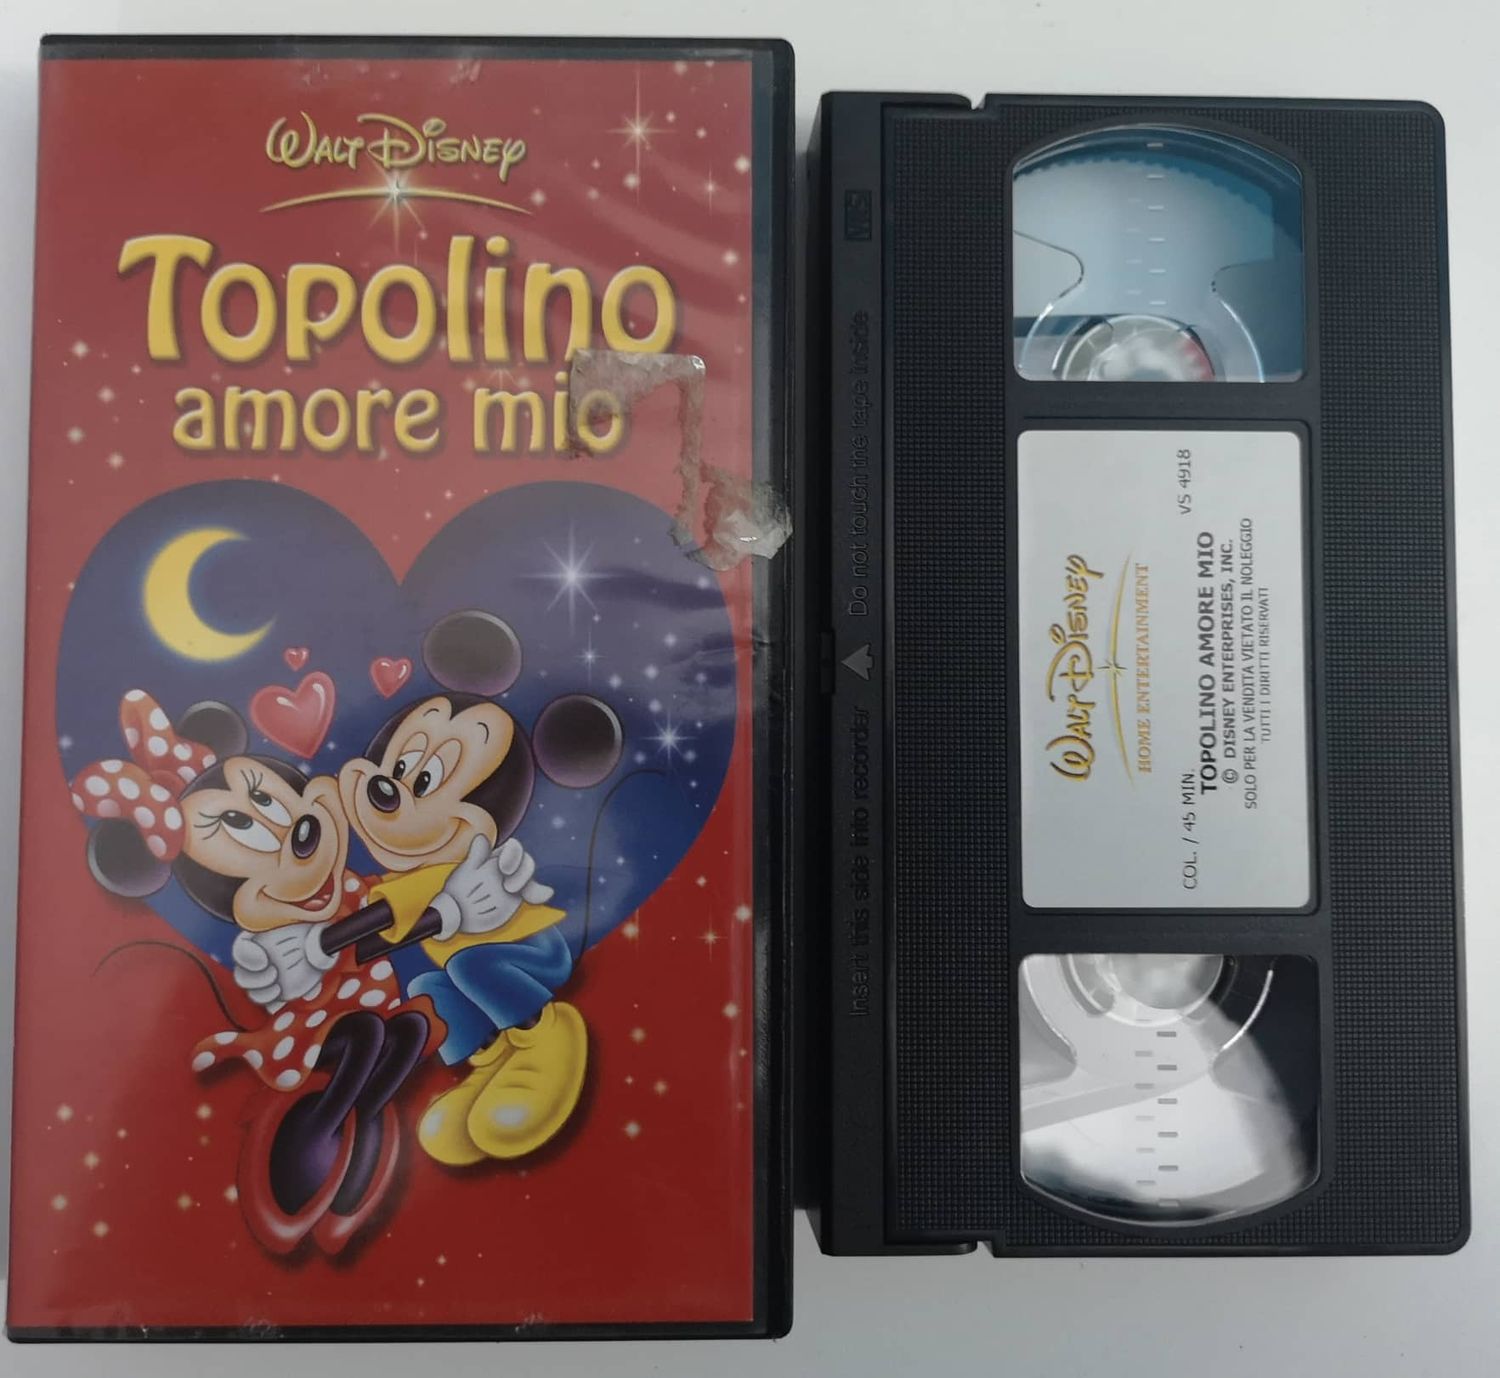 WALT DISNEY
Topolino
amore mio
VHS
Do not touch the tape inside
Insert this side into recorder
WALT DISNEY
HOME ENTERTAINMENT
COL. / 45 MIN. VS 4918
TOPOLINO AMORE MIO
© DISNEY ENTERPRISES, INC.
SOLO PER LA VENDITA VIETATO IL NOLEGGIO
TUTTI I DIRITTI RISERVATI